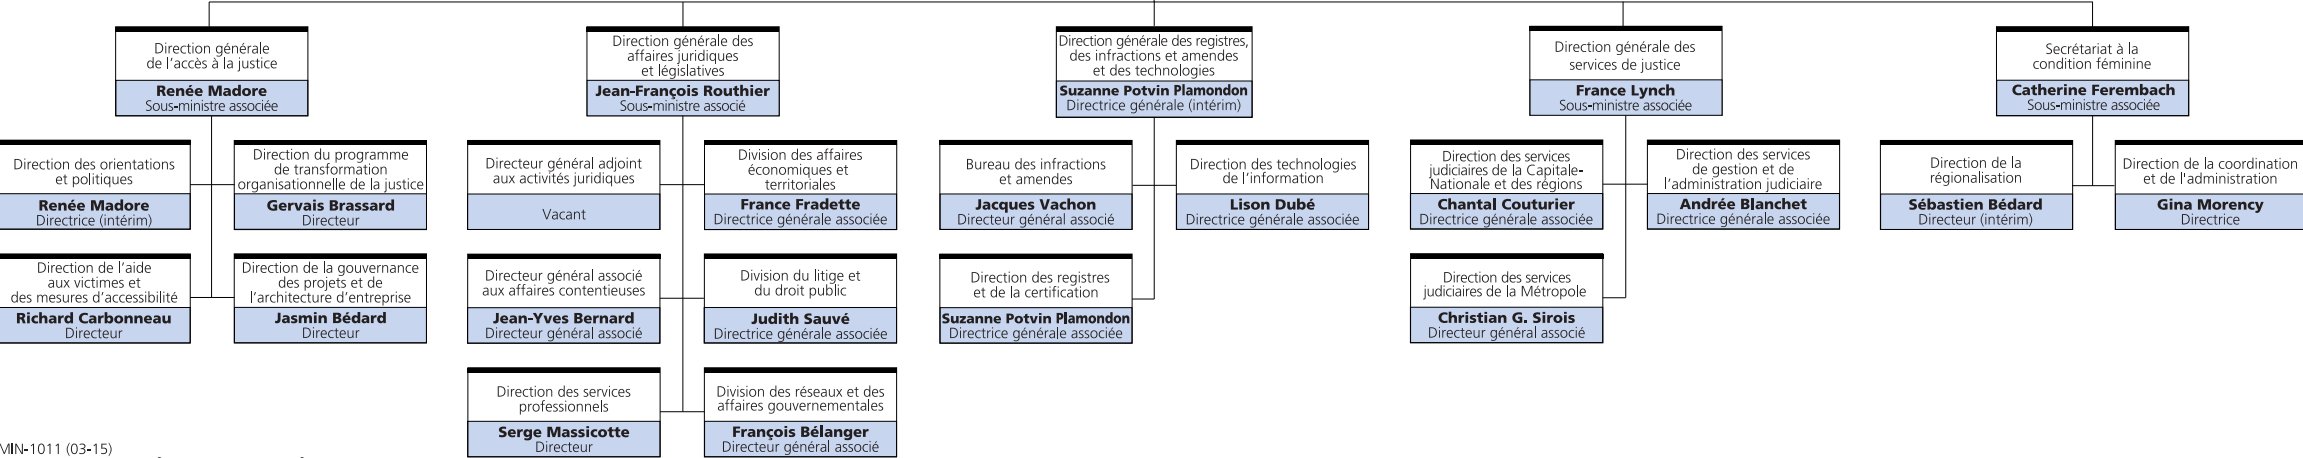 Direction générale
de l'accès à la justice
Renée Madore
Sous-ministre associée
Direction générale des
affaires juridiques
et législatives
Jean-François Routhier
Sous-ministre associé
Direction générale des registres,
des infractions et amendes
et des technologies
Suzanne Potvin Plamondon
Directrice générale (intérim)
Direction générale des
services de justice
France Lynch
Sous-ministre associée
Secrétariat à la
condition féminine
Catherine Ferembach
Sous-ministre associée
Direction des orientations
et politiques
Renée Madore
Directrice (intérim)
Direction du programme
de transformation
organisationnelle de la justice
Gervais Brassard
Directeur
Directeur général adjoint
aux activités juridiques
Vacant
Division des affaires
économiques et
territoriales
France Fradette
Directrice générale associée
Bureau des infractions
et amendes
Jacques Vachon
Directeur général associé
Direction des technologies
de l'information
Lison Dubé
Directrice générale associée
Direction des services
judiciaires de la Capitale-
Nationale et des régions
Chantal Couturier
Directrice générale associée
Direction des services
de gestion et de
l'administration judiciaire
Andrée Blanchet
Directrice générale associée
Direction de la
régionalisation
Sébastien Bédard
Directeur (intérim)
Direction de la coordination
et de l'administration
Gina Morency
Directrice
Direction de l'aide
aux victimes et
des mesures d'accessibilité
Richard Carbonneau
Directeur
Direction de la gouvernance
des projets et de
l'architecture d'entreprise
Jasmin Bédard
Directeur
Directeur général associé
aux affaires contentieuses
Jean-Yves Bernard
Directeur général associé
Division du litige et
du droit public
Judith Sauvé
Directrice générale associée
Direction des registres
et de la certification
Suzanne Potvin Plamondon
Directrice générale associée
Direction des services
judiciaires de la Métropole
Christian G. Sirois
Directeur général associé
Direction des services
professionnels
Serge Massicotte
Directeur
Division des réseaux et des
affaires gouvernementales
François Bélanger
Directeur général associé
MIN-1011 (03-15)